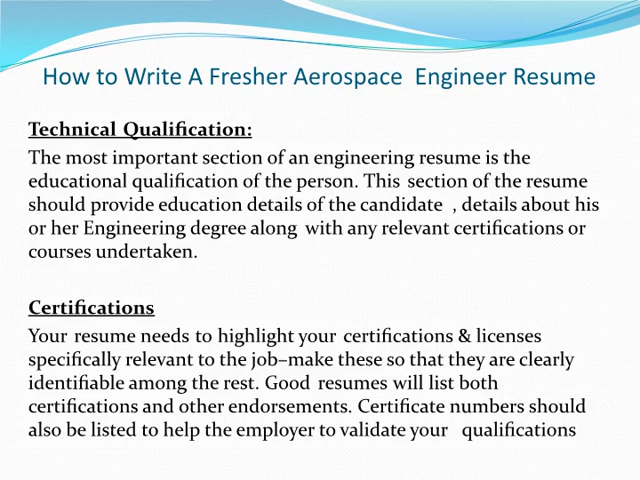 How to Write A Fresher Aerospace  Engineer Resume
Technical Qualification:
The most important section of an engineering resume is the
educational qualification of the person. This section of the resume
should provide education details of the candidate , details about his
or her Engineering degree along with any relevant certifications or
courses undertaken.
Certifications
Your resume needs to highlight your certifications & licenses
specifically relevant to the job–make these so that they are clearly
identifiable among the rest. Good resumes will list both
certifications and other endorsements. Certificate numbers should
also be listed to help the employer to validate your  qualifications